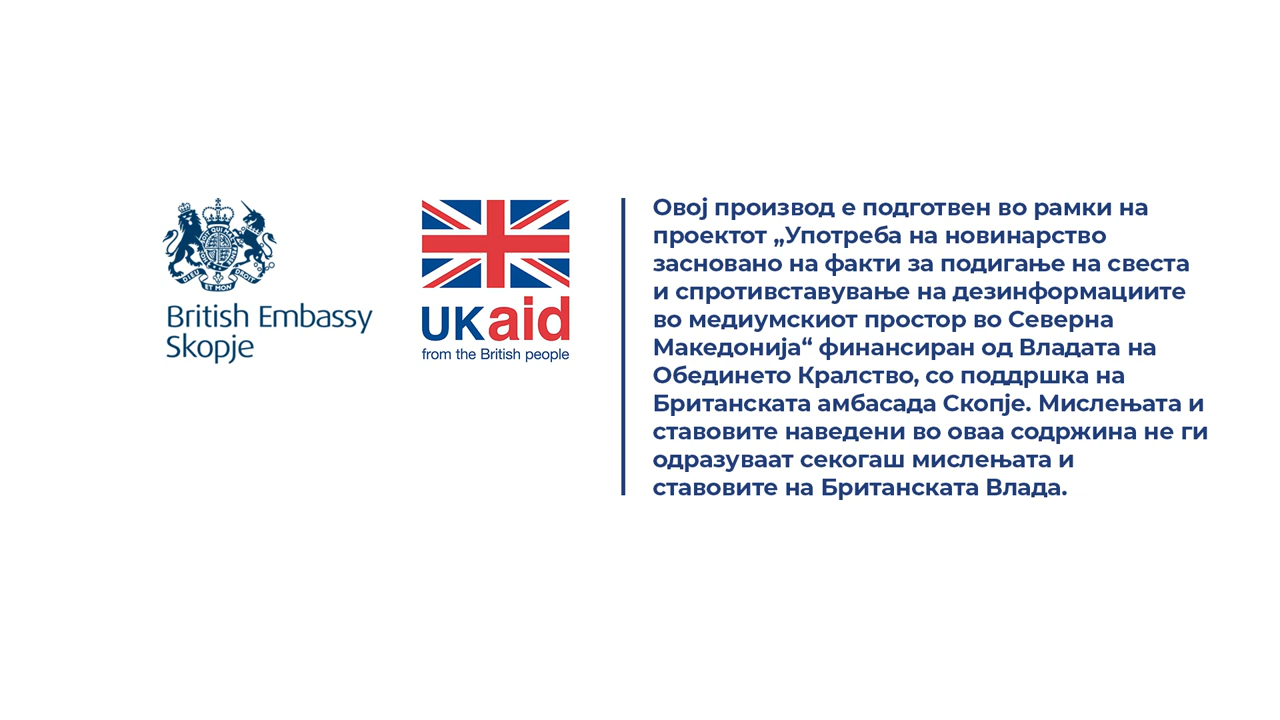 British Embassy
Skopje
UKaid
from the British people
Овој производ е подготвен во рамки на
проектот „Употреба на новинарство
засновано на факти за подигање на свеста
и спротивставување на дезинформациите
во медиумскиот простор во Северна
Македонија“ финансиран од Владата на
Обединето Кралство, со поддршка на
Британската амбасада Скопје. Мислењата и
ставовите наведени во оваа содржина не ги
одразуваат секогаш мислењата и
ставовите на Британската Влада.